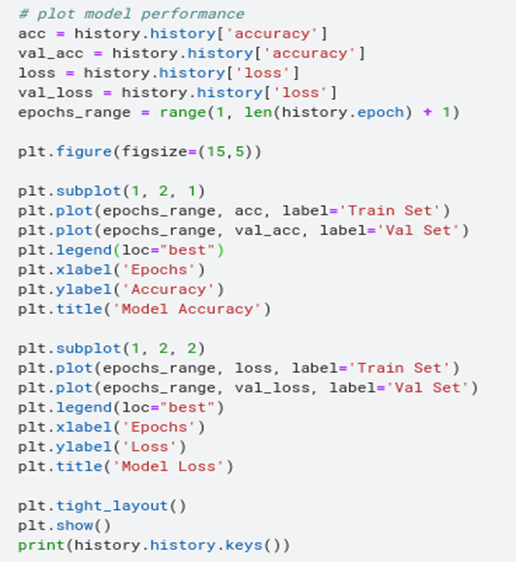 # plot model performance
acc = history.history['accuracy']
val_acc = history.history['accuracy']
loss = history.history['loss']
val_loss = history.history['loss']
epochs_range = range(1, len(history.epoch) + 1)

plt.figure(figsize=(15,5))

plt.subplot(1, 2, 1)
plt.plot(epochs_range, acc, label='Train Set')
plt.plot(epochs_range, val_acc, label='Val Set')
plt.legend(loc="best")
plt.xlabel('Epochs')
plt.ylabel('Accuracy')
plt.title('Model Accuracy')

plt.subplot(1, 2, 2)
plt.plot(epochs_range, loss, label='Train Set')
plt.plot(epochs_range, val_loss, label='Val Set')
plt.legend(loc="best")
plt.xlabel('Epochs')
plt.ylabel('Loss')
plt.title('Model Loss')

plt.tight_layout()
plt.show()
print(history.history.keys())